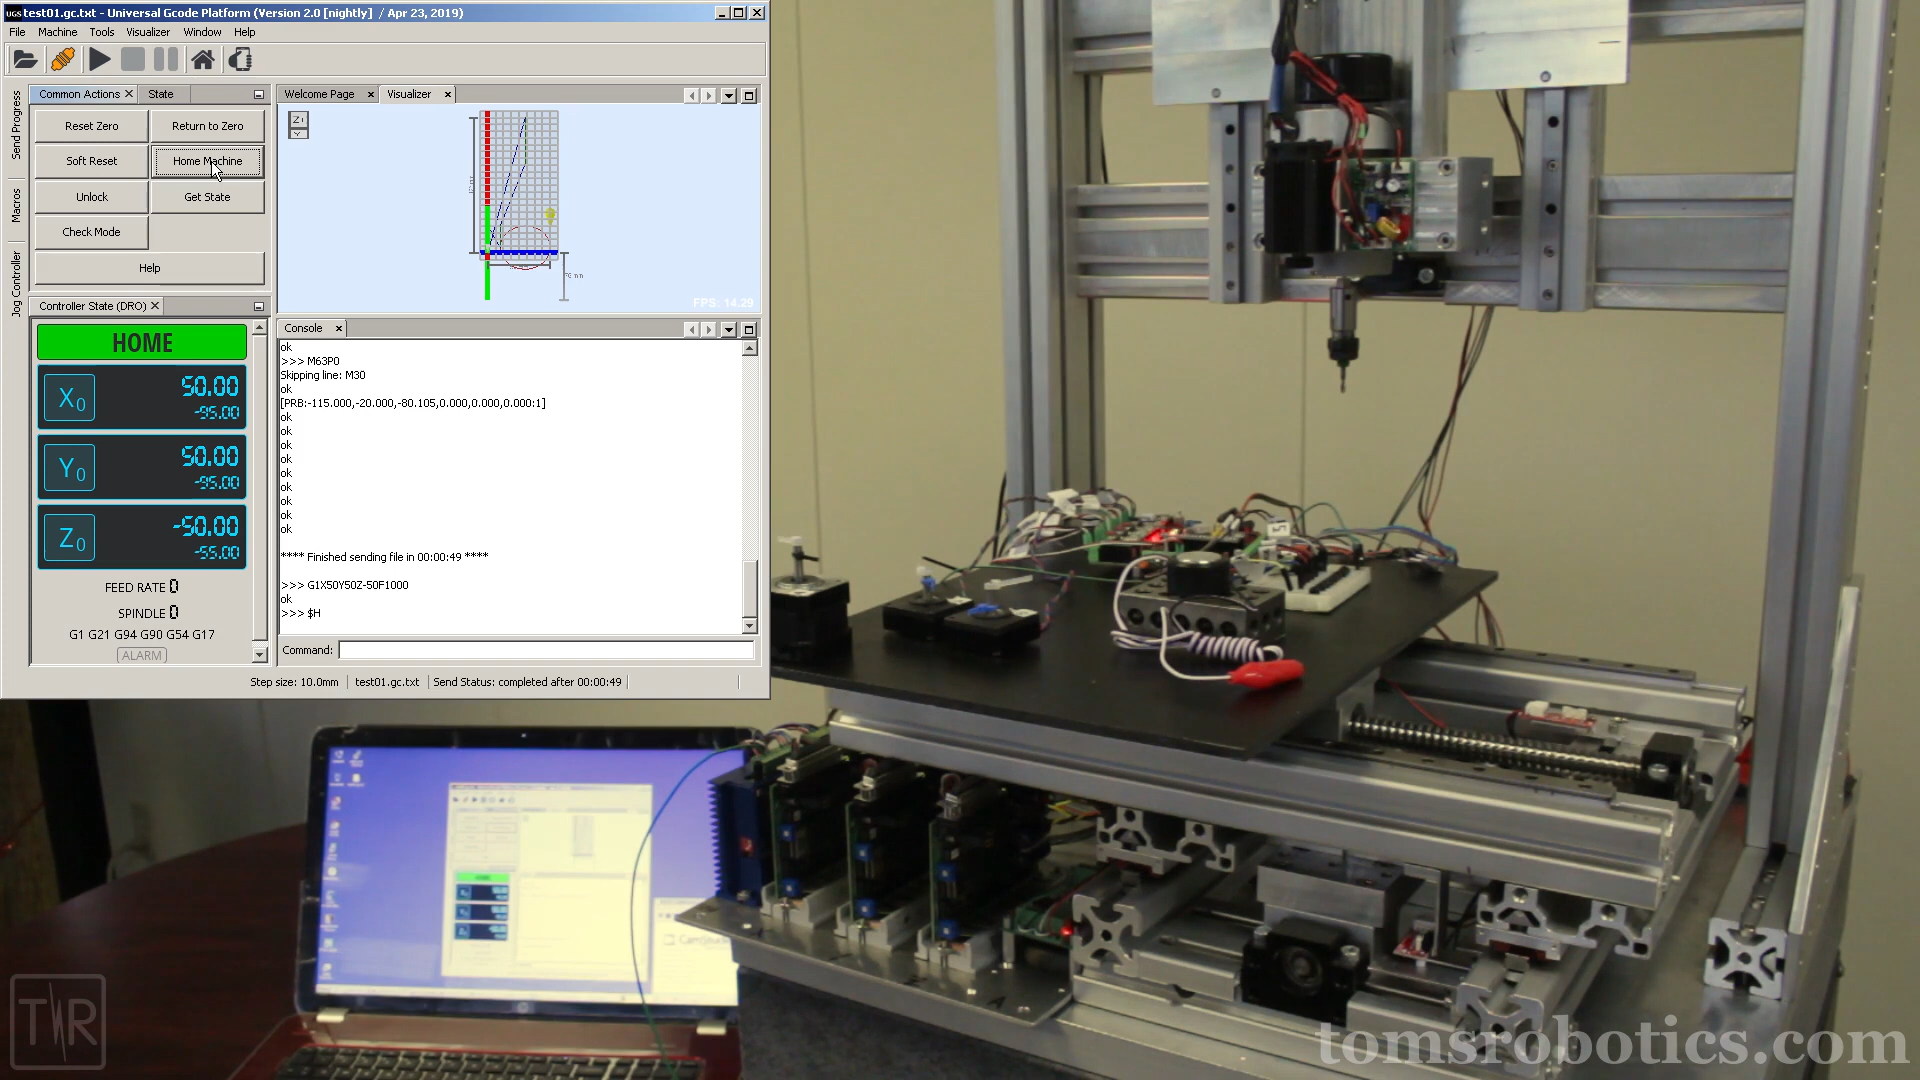 UGS test01.gc.txt - Universal Gcode Platform (Version 2.0 [nightly] / Apr 23, 2019)
File Machine Tools Visualizer Window Help
Send Progress
Macros
Jog Controller
Common Actions State
Reset Zero Return to Zero
Soft Reset Home Machine
Unlock Get State
Check Mode
Help
Controller State (DRO)
HOME
X0 50.00
-95.00
Y0 50.00
-95.00
Z0 -50.00
-55.00
FEED RATE 0
SPINDLE 0
G1 G21 G94 G90 G54 G17
ALARM
Welcome Page Visualizer
Z+
Y-
FPS: 14.29
Console
ok
>>> M63P0
Skipping line: M30
ok
[PRB:-115.000,-20.000,-80.105,0.000,0.000,0.000:1]
ok
ok
ok
ok
ok
ok
ok
ok
ok
**** Finished sending file in 00:00:49 ****
>>> G1X50Y50Z-50F1000
ok
>>> $H
Command:
Step size: 10.0mm test01.gc.txt Send Status: completed after 00:00:49
TR
tomsrobotics.com